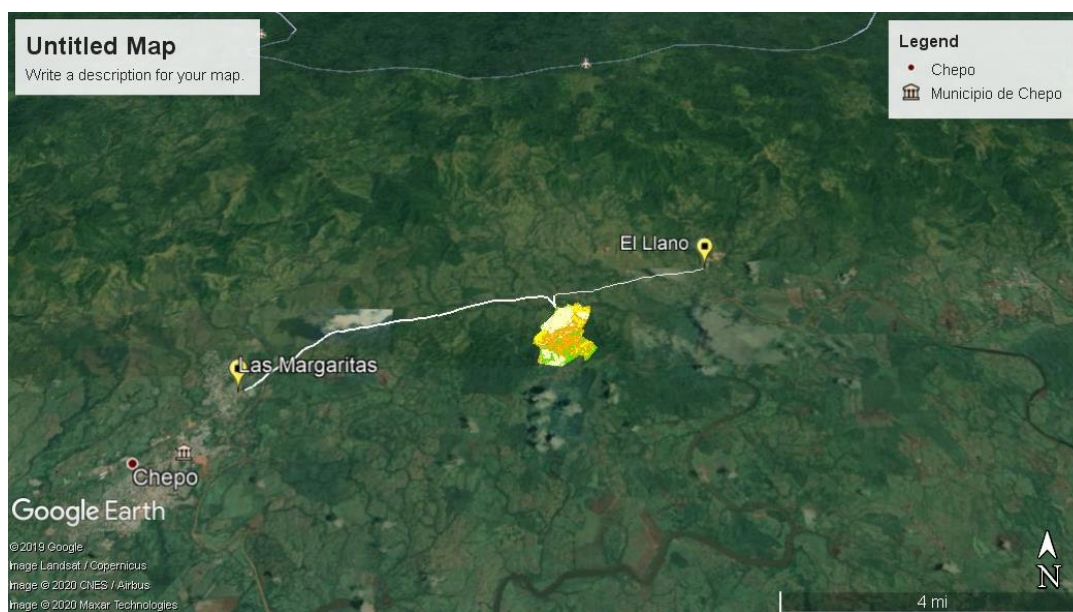 Untitled Map
Write a description for your map.
Legend
Chepo
Municipio de Chepo
El Llano
Las Margaritas
Chepo
Google Earth
© 2019 Google
Image Landsat / Copernicus
Image © 2020 CNES / Airbus
Image © 2020 Maxar Technologies
N
4 mi